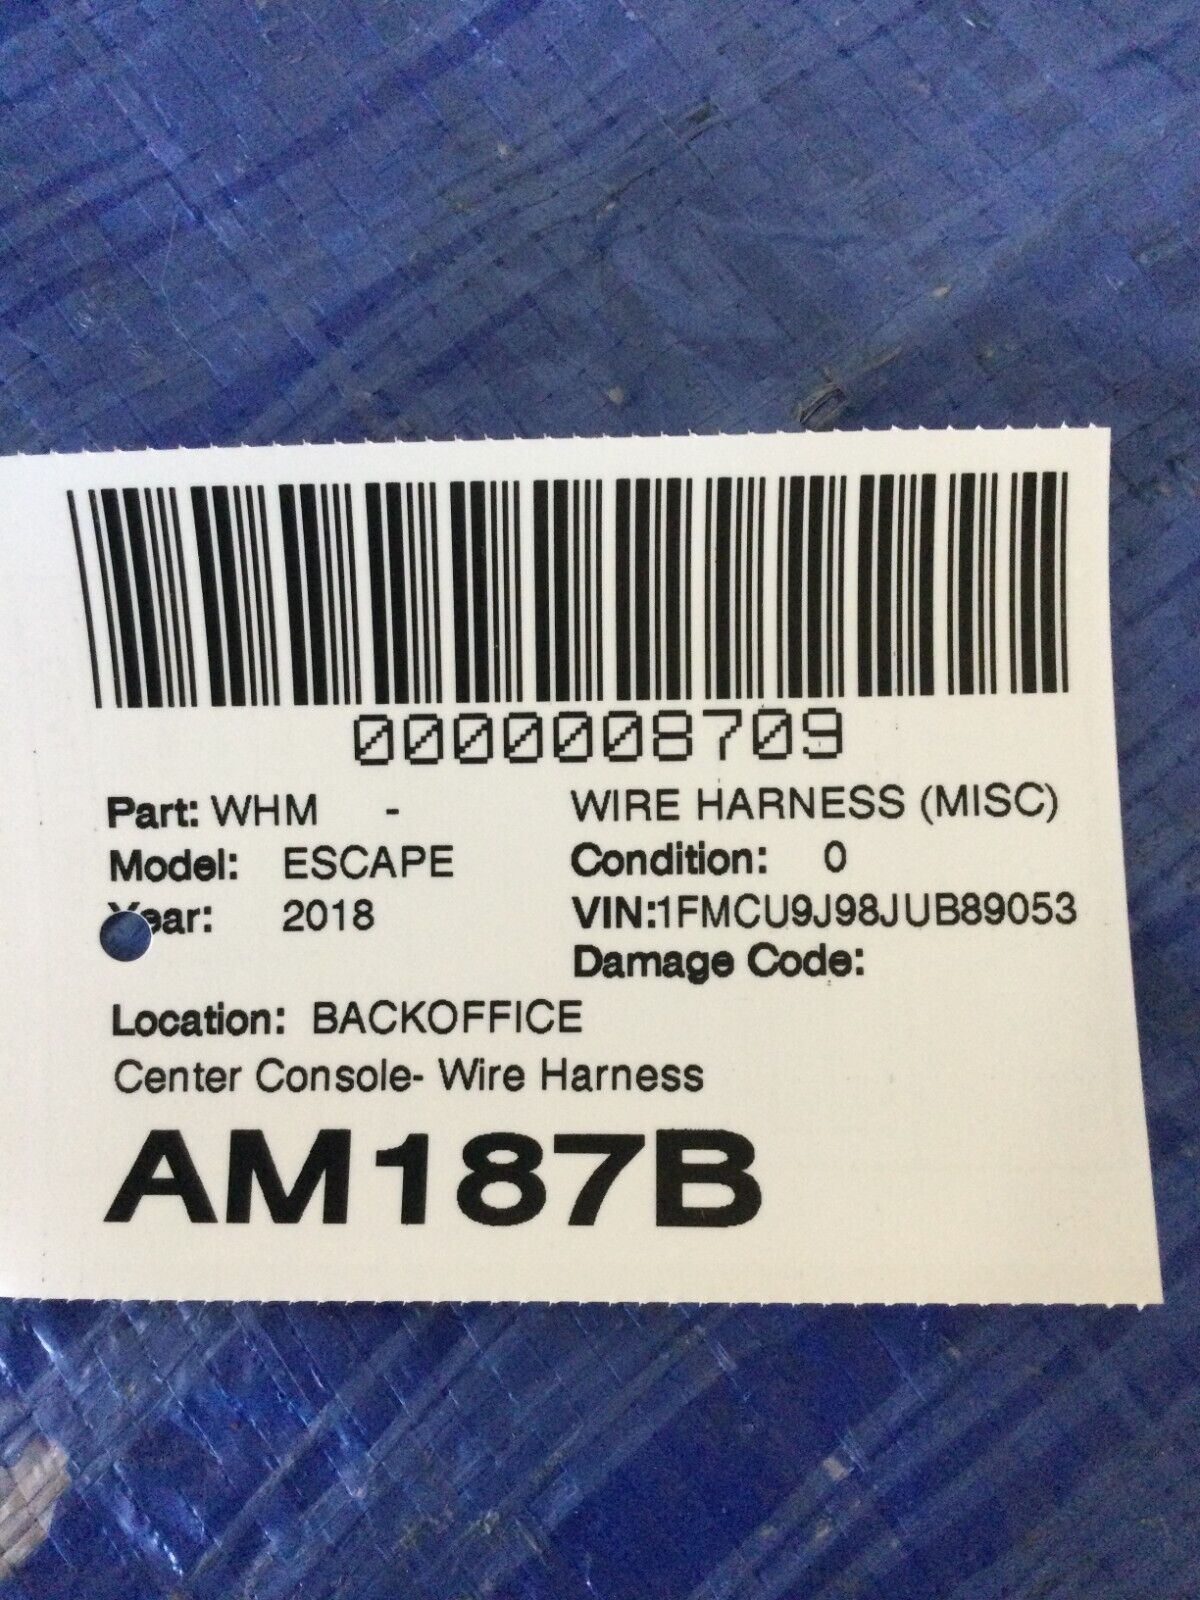 0000008709
Part: WHM - WIRE HARNESS (MISC)
Model: ESCAPE Condition: 0
Year: 2018 VIN:1FMCU9J98JUB89053
Damage Code:
Location: BACKOFFICE
Center Console- Wire Harness
AM187B